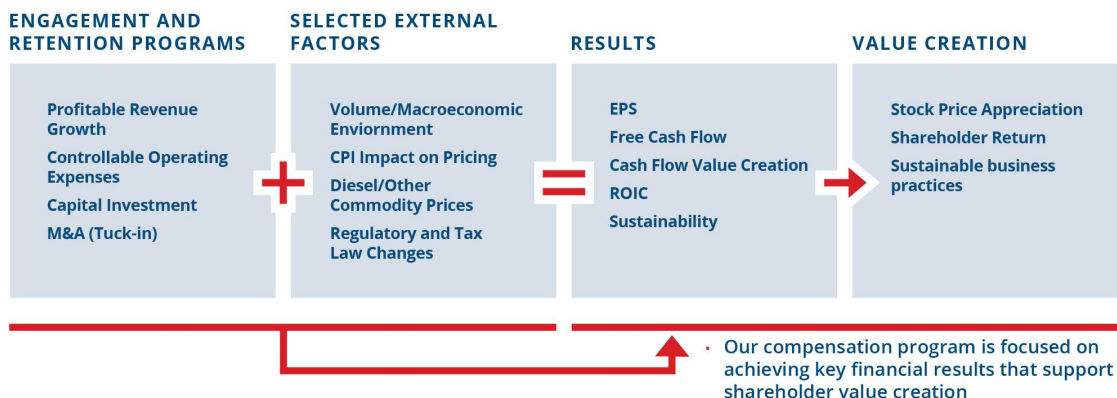 ENGAGEMENT AND
RETENTION PROGRAMS
Profitable Revenue
Growth
Controllable Operating
Expenses
Capital Investment
M&A (Tuck-in)
SELECTED EXTERNAL
FACTORS
Volume/Macroeconomic
Enviornment
CPI Impact on Pricing
Diesel/Other
Commodity Prices
Regulatory and Tax
Law Changes
RESULTS
EPS
Free Cash Flow
Cash Flow Value Creation
ROIC
Sustainability
VALUE CREATION
Stock Price Appreciation
Shareholder Return
Sustainable business
practices
• Our compensation program is focused on
achieving key financial results that support
shareholder value creation